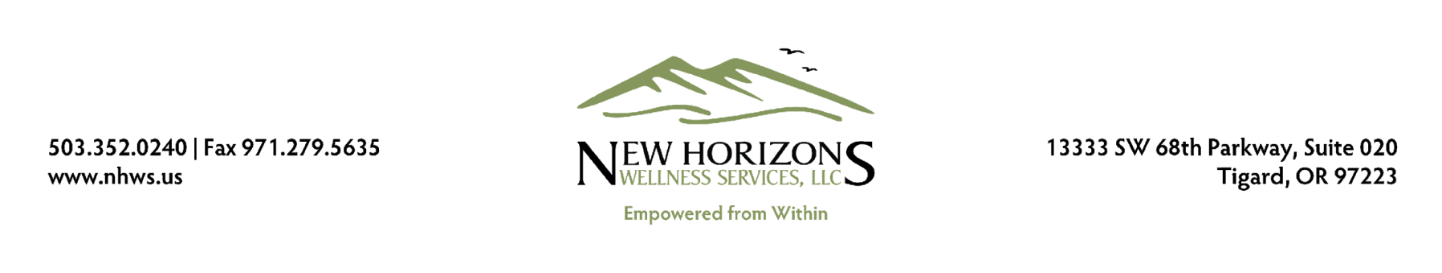 503.352.0240 | Fax 971.279.5635
www.nhws.us
NEW HORIZONS
WELLNESS SERVICES, LLC
Empowered from Within
13333 SW 68th Parkway, Suite 020
Tigard, OR 97223